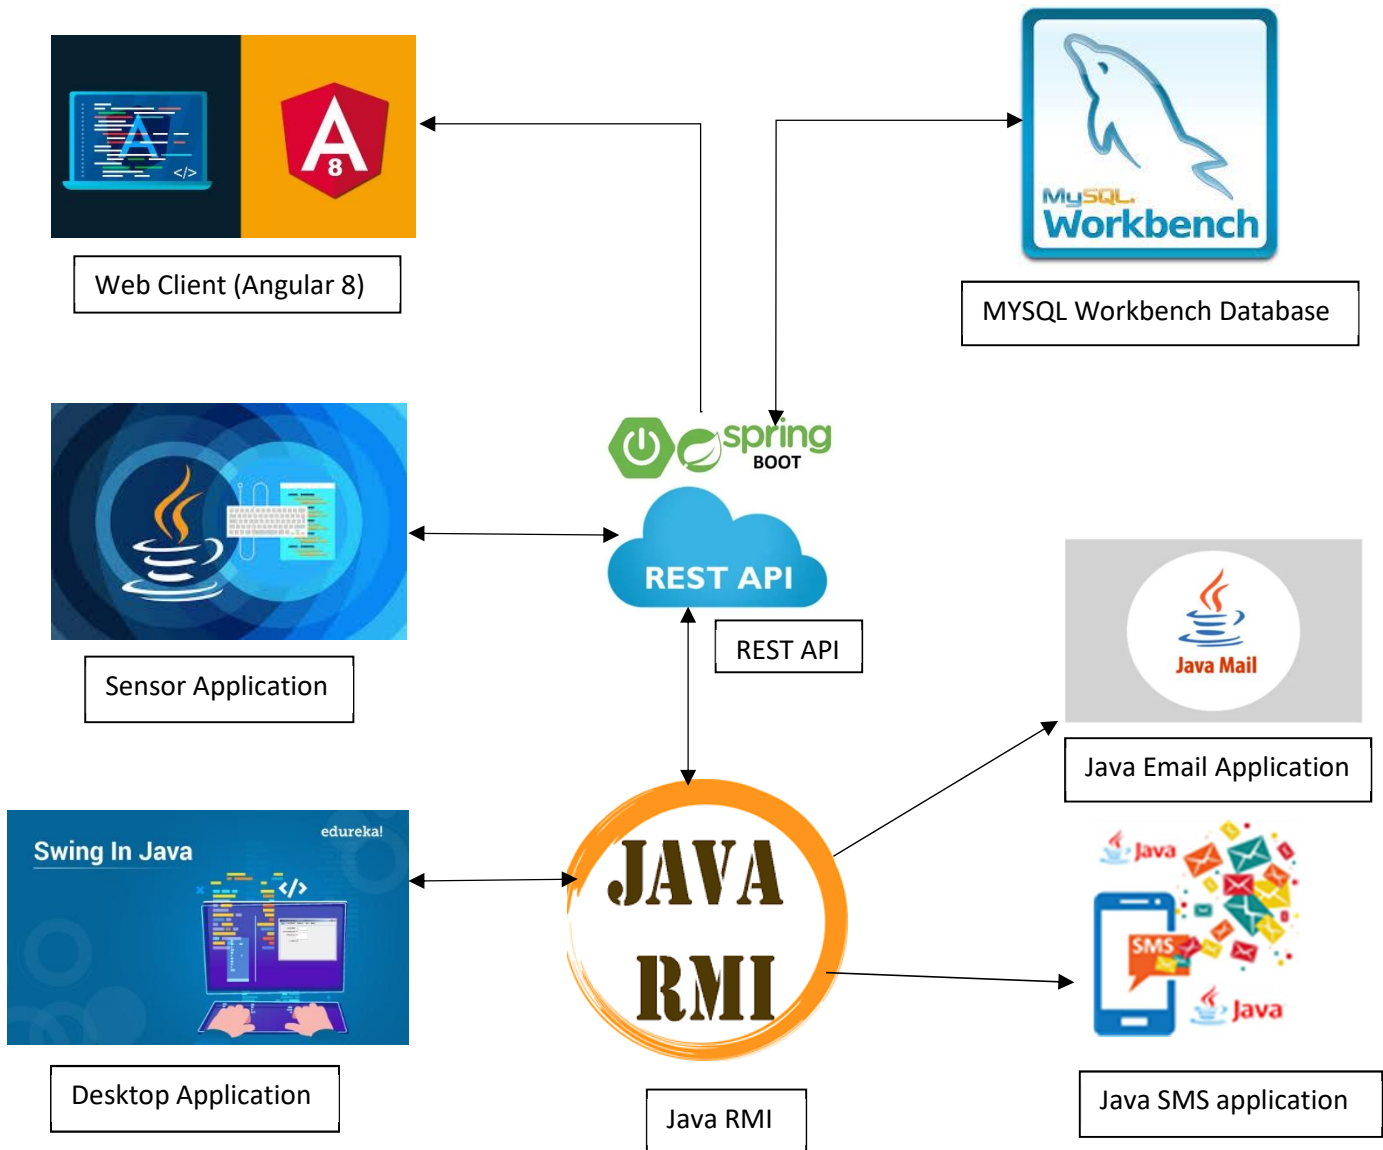 A
8
A
</>
Web Client (Angular 8)
MySQL.
Workbench
MYSQL Workbench Database
spring
BOOT
REST API
REST API
Sensor Application
Java Mail
Java Email Application
edureka!
Swing In Java
</>
Desktop Application
JAVA
RMI
Java RMI
Java
SMS
Java
Java SMS application